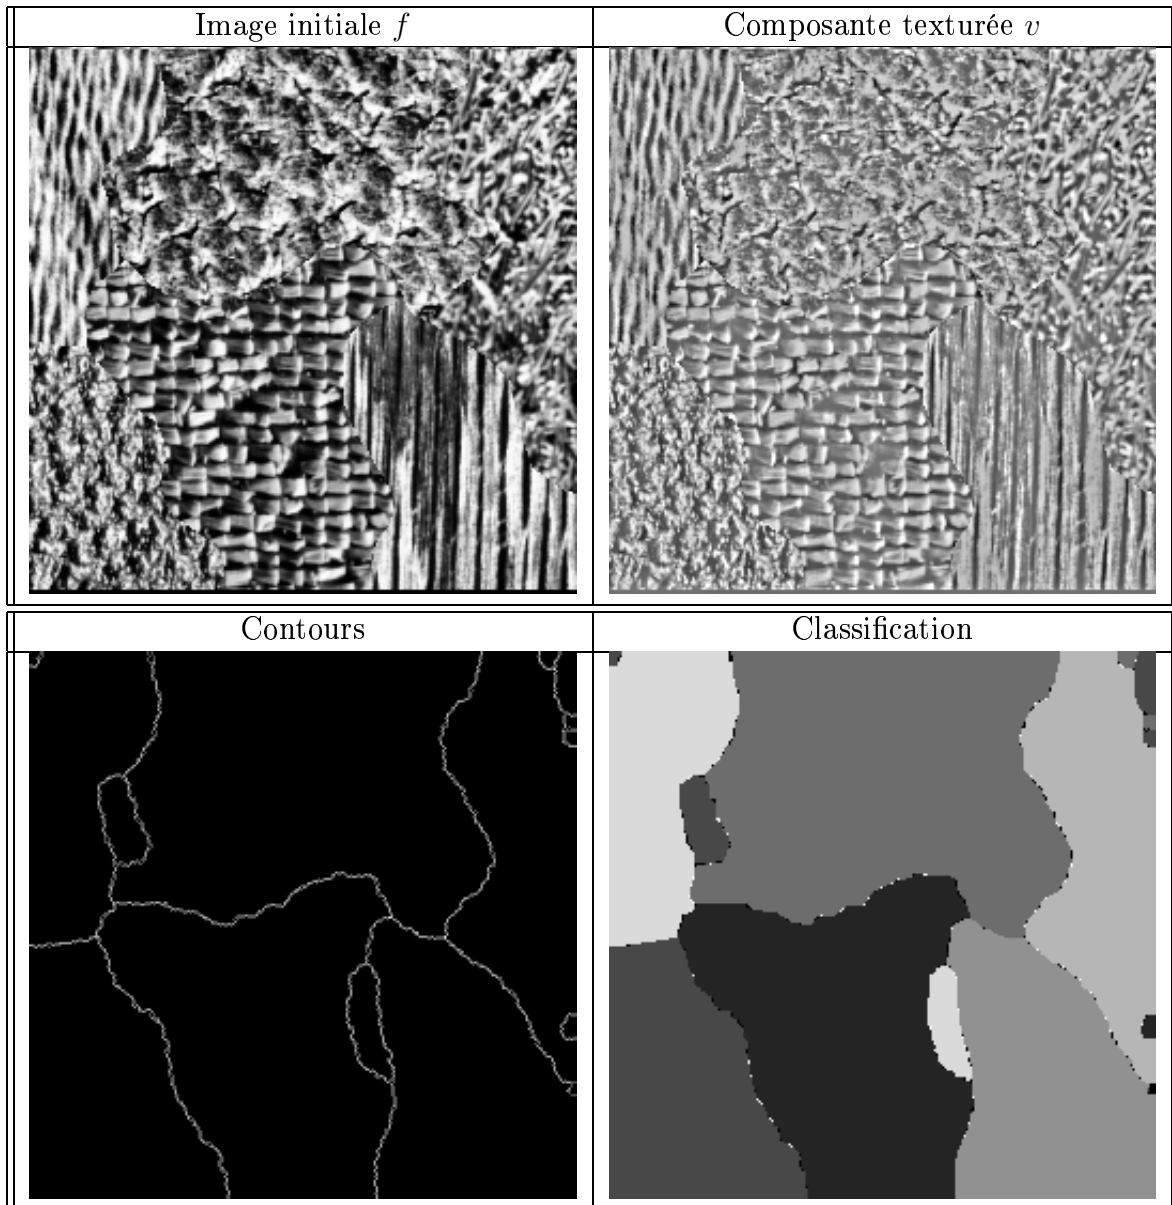 Image initiale f
Composante texturée v
Contours
Classification